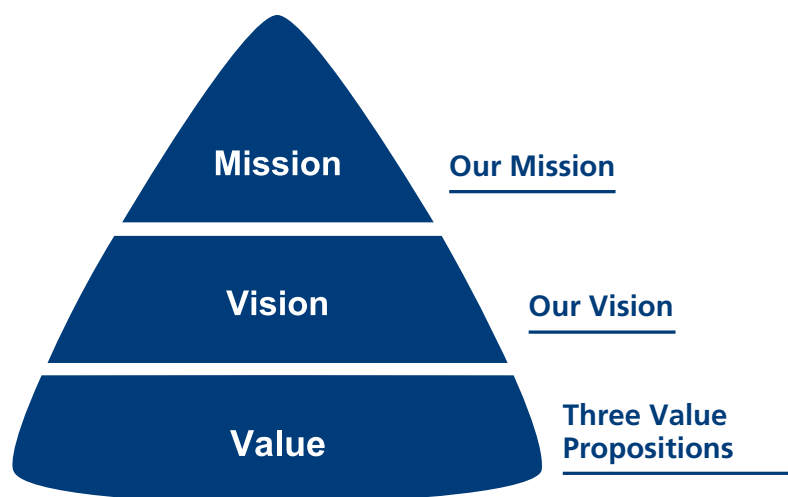 Mission
Our Mission
Vision
Our Vision
Value
Three Value
Propositions